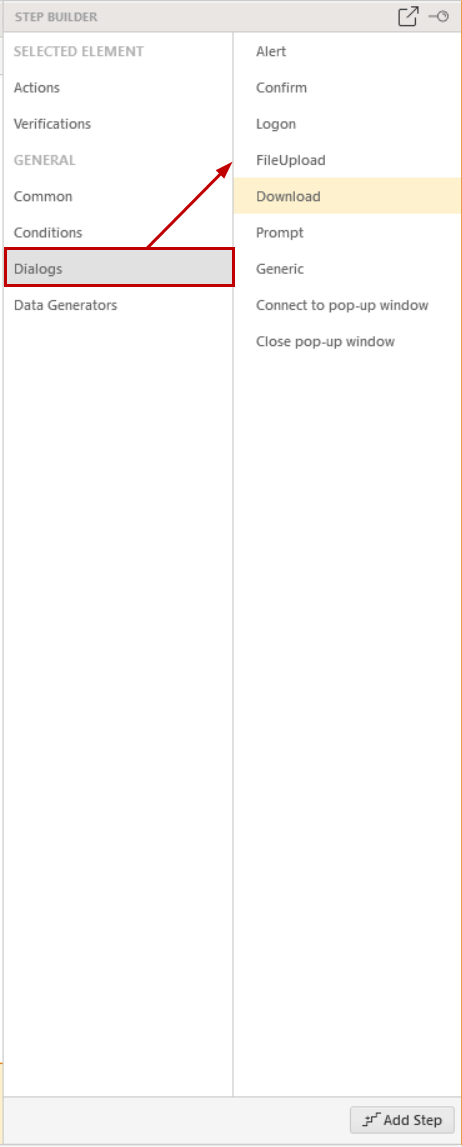 STEP BUILDER
SELECTED ELEMENT
Actions
Verifications
GENERAL
Common
Conditions
Dialogs
Data Generators
Alert
Confirm
Logon
FileUpload
Download
Prompt
Generic
Connect to pop-up window
Close pop-up window
Add Step